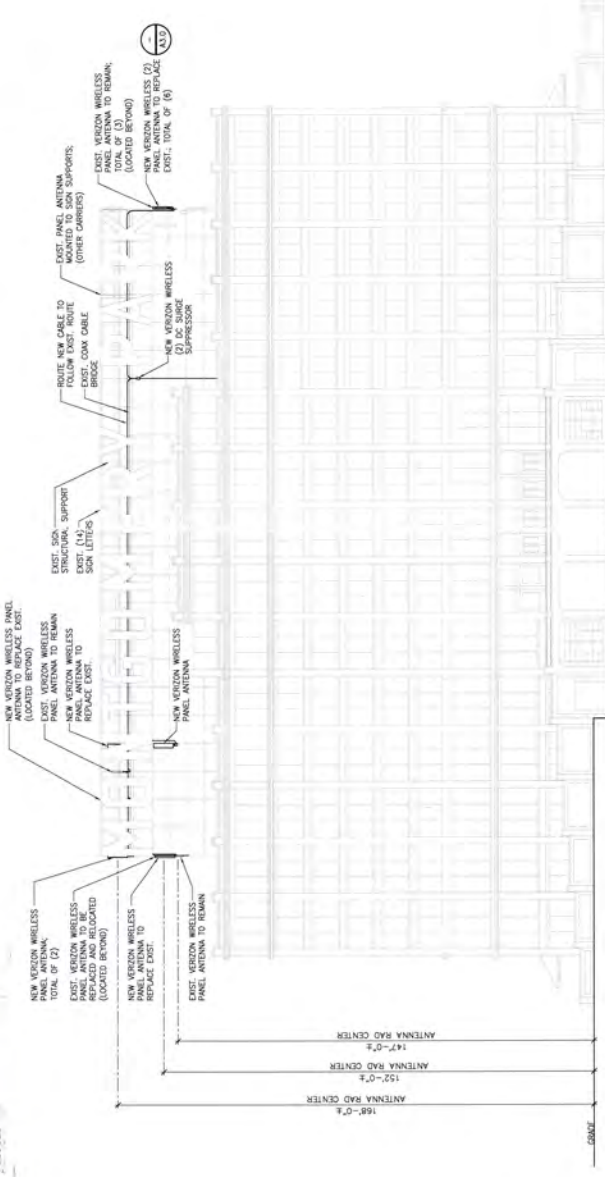 NEW VERIZON WIRELESS PANEL
ANTENNA TO REPLACE EXIST.
(LOCATED BEYOND)
EXIST. VERIZON WIRELESS
PANEL ANTENNA TO REMAIN
NEW VERIZON WIRELESS
PANEL ANTENNA TO
REPLACE EXIST.
EXIST. SIGN
STRUCTURAL SUPPORT
EXIST. (14)
SIGN LETTERS
ROUTE NEW CABLE TO
FOLLOW EXIST. ROUTE
EXIST. COAX CABLE
BRIDGE
EXIST. PANEL ANTENNA
MOUNTED TO SIGN SUPPORTS;
(OTHER CARRIERS)
EXIST. VERIZON WIRELESS
PANEL ANTENNA TO REMAIN;
TOTAL OF (3)
(LOCATED BEYOND)
NEW VERIZON WIRELESS (2)
PANEL ANTENNA TO REPLACE
EXIST., TOTAL OF (6)
-
A3.0
NEW VERIZON WIRELESS
PANEL ANTENNA;
TOTAL OF (2)
EXIST. VERIZON WIRELESS
PANEL ANTENNA TO BE
REPLACED AND RELOCATED
(LOCATED BEYOND)
NEW VERIZON WIRELESS
PANEL ANTENNA TO
REPLACE EXIST.
EXIST. VERIZON WIRELESS
PANEL ANTENNA TO REMAIN
NEW VERIZON WIRELESS
PANEL ANTENNA
NEW VERIZON WIRELESS
(2) DC SURGE
SUPPRESSOR
168'-0"±
ANTENNA RAD CENTER
152'-0"±
ANTENNA RAD CENTER
147'-0"±
ANTENNA RAD CENTER
GRADE